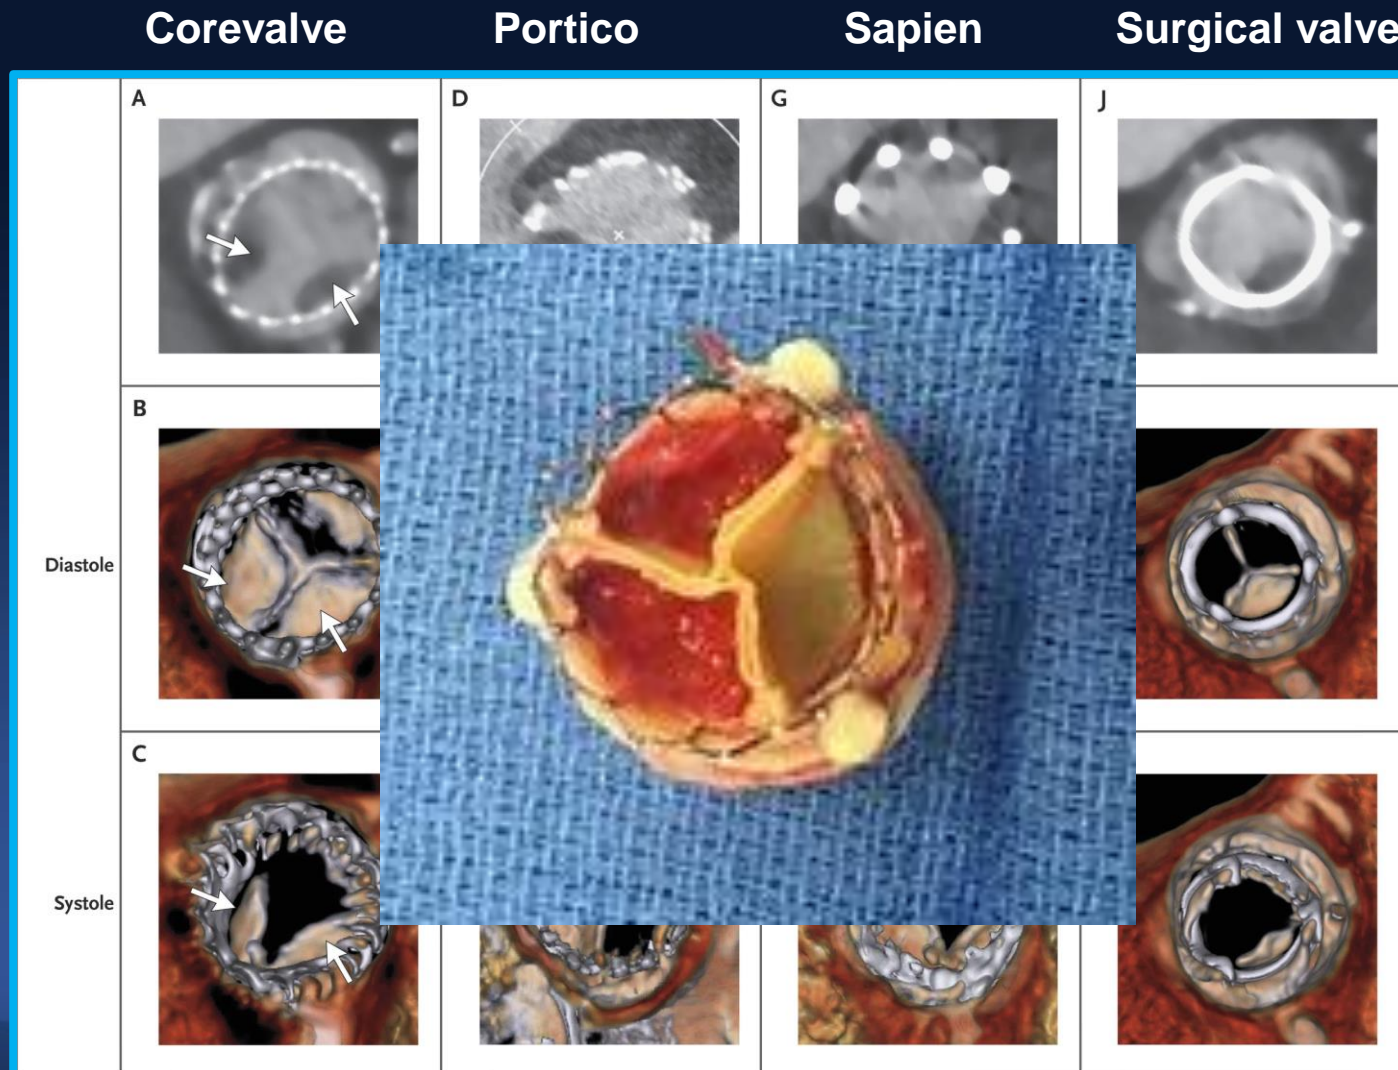 Corevalve Portico Sapien Surgical valve
A D G J
B
Diastole
C
Systole